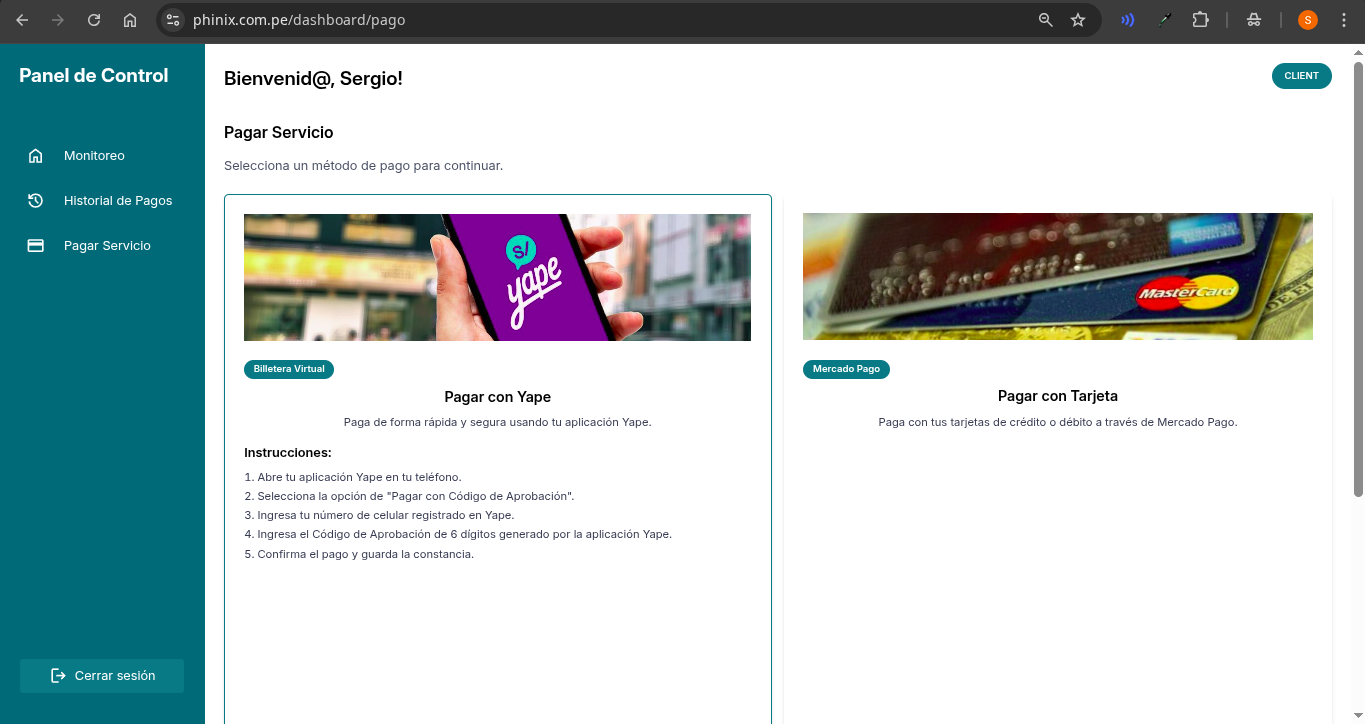 phinix.com.pe/dashboard/pago
S
Panel de Control
Bienvenid@, Sergio!
CLIENT
Monitoreo
Historial de Pagos
Pagar Servicio
Cerrar sesión
Pagar Servicio
Selecciona un método de pago para continuar.
S/
yape
Billetera Virtual
Pagar con Yape
Paga de forma rápida y segura usando tu aplicación Yape.
Instrucciones:
1. Abre tu aplicación Yape en tu teléfono.
2. Selecciona la opción de "Pagar con Código de Aprobación".
3. Ingresa tu número de celular registrado en Yape.
4. Ingresa el Código de Aprobación de 6 dígitos generado por la aplicación Yape.
5. Confirma el pago y guarda la constancia.
MasterCard
Mercado Pago
Pagar con Tarjeta
Paga con tus tarjetas de crédito o débito a través de Mercado Pago.